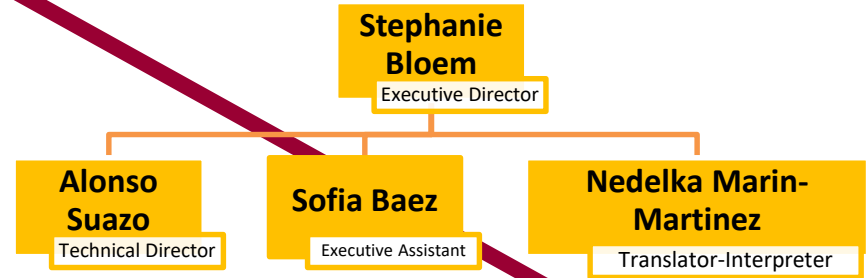 Stephanie
Bloem
Executive Director
Alonso
Suazo
Technical Director
Sofia Baez
Executive Assistant
Nedelka Marin-
Martinez
Translator-Interpreter